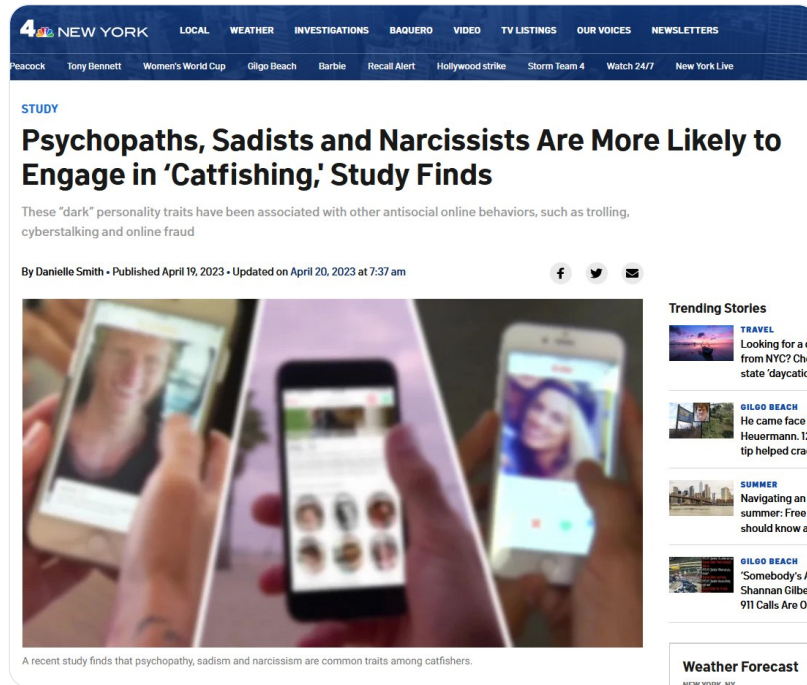 4 NEW YORK
LOCAL WEATHER INVESTIGATIONS BAQUERO VIDEO TV LISTINGS OUR VOICES NEWSLETTERS
Peacock Tony Bennett Women's World Cup Gilgo Beach Barbie Recall Alert Hollywood strike Storm Team 4 Watch 24/7 New York Live
STUDY
Psychopaths, Sadists and Narcissists Are More Likely to
Engage in ‘Catfishing,' Study Finds
These “dark” personality traits have been associated with other antisocial online behaviors, such as trolling,
cyberstalking and online fraud
By Danielle Smith • Published April 19, 2023 • Updated on April 20, 2023 at 7:37 am
A recent study finds that psychopathy, sadism and narcissism are common traits among catfishers.
Trending Stories
TRAVEL
Looking for a
from NYC?
state 'daycatio
GILGO BEACH
He came face
Heuermann.
tip helped
SUMMER
Navigating an
summer: Free
should know
GILGO BEACH
'Somebody's
Shannan
911 Calls Are
Weather Forecast
NEW YORK, NY